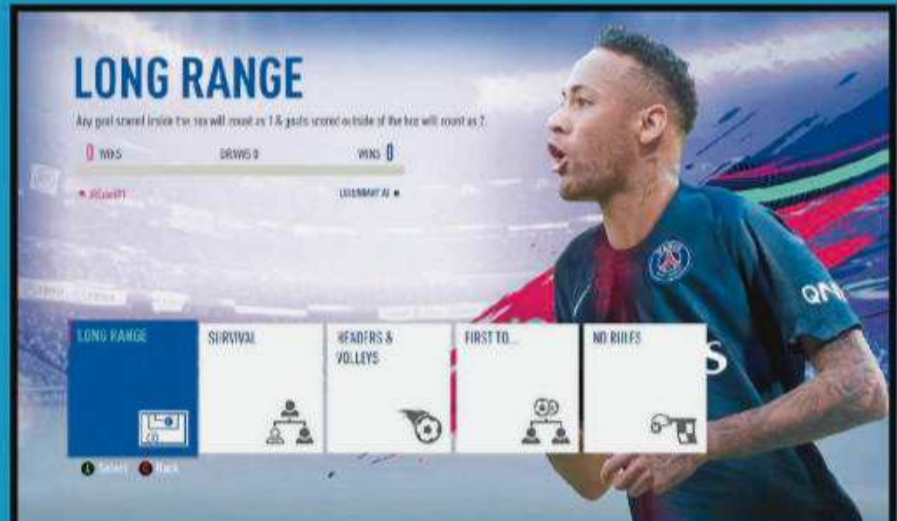 LONG RANGE
Any goal scored inside the box will count as 1 & goals scored outside of the box will count as 2
0 WINS DRAWS 0 WINS 0
LEGENDARY AI
LONG RANGE
SURVIVAL
HEADERS &
VOLLEYS
FIRST TO...
NO RULES
Select Back
PARIS